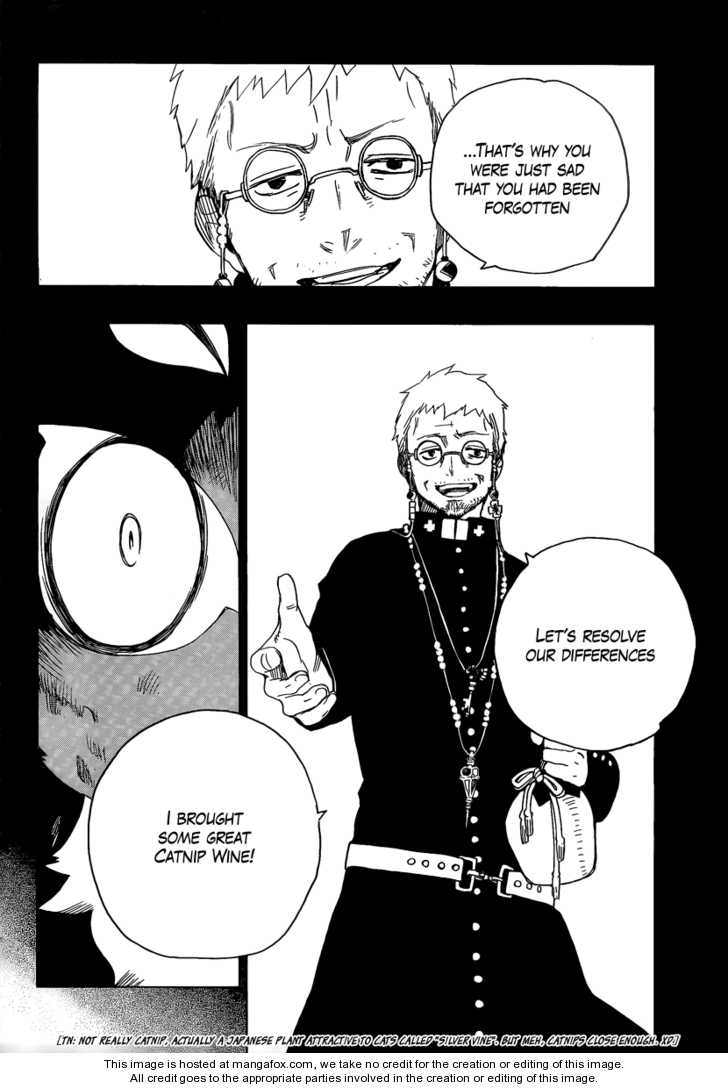 ...THAT'S WHY YOU
WERE JUST SAD
THAT YOU HAD BEEN
FORGOTTEN
LET'S RESOLVE
OUR DIFFERENCES
I BROUGHT
SOME GREAT
CATNIP WINE!
[TN: NOT REALLY CATNIP, ACTUALLY A JAPANESE PLANT ATTRACTIVE TO CATS CALLED "SILVER VINE". BUT MEH, CATNIP'S CLOSE ENOUGH. XD]
This image is hosted at mangafox.com, we take no credit for the creation or editing of this image.
All credit goes to the appropriate parties involved in the creation or editing of this image.